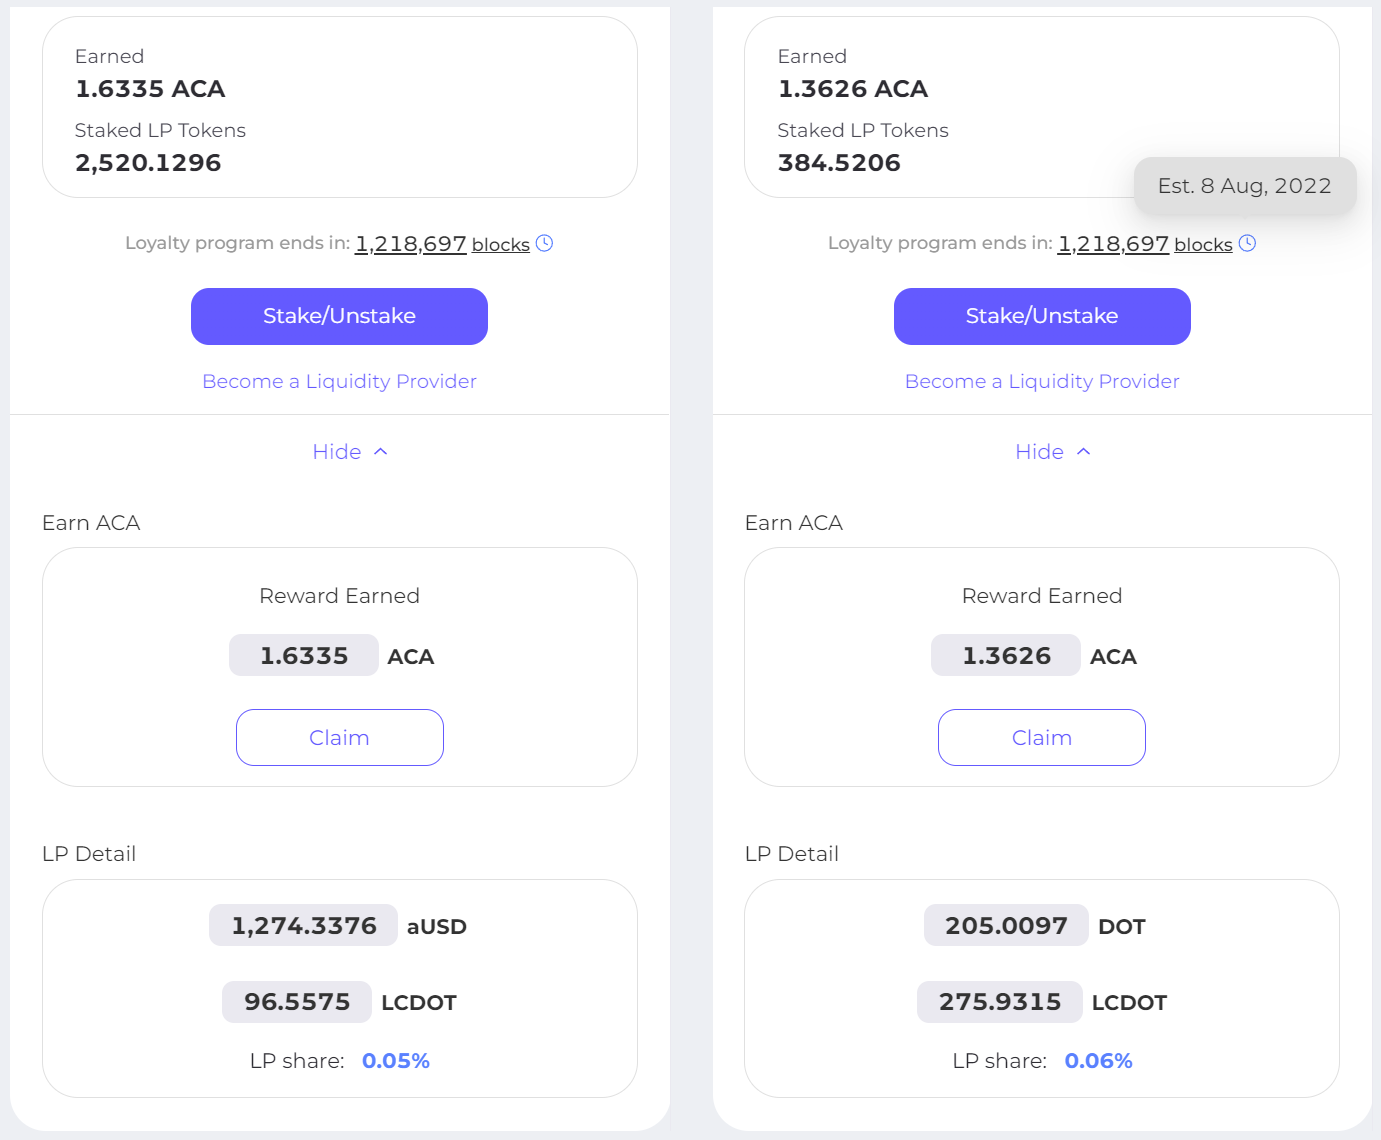 Earned
1.6335 ACA
Staked LP Tokens
2,520.1296
Loyalty program ends in: 1,218,697 blocks
Stake/Unstake
Become a Liquidity Provider
Hide
Earn ACA
Reward Earned
1.6335 ACA
Claim
LP Detail
1,274.3376 aUSD
96.5575 LCDOT
LP share: 0.05%
Earned
1.3626 ACA
Staked LP Tokens
384.5206
Est. 8 Aug, 2022
Loyalty program ends in: 1,218,697 blocks
Stake/Unstake
Become a Liquidity Provider
Hide
Earn ACA
Reward Earned
1.3626 ACA
Claim
LP Detail
205.0097 DOT
275.9315 LCDOT
LP share: 0.06%